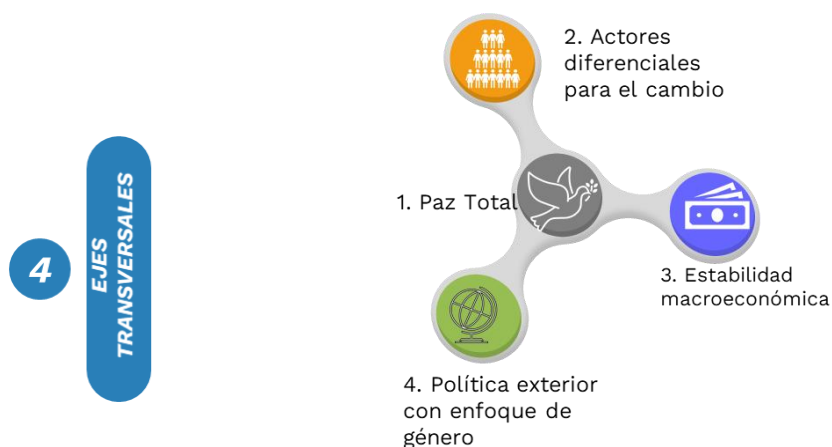 4
EJES
TRANSVERSALES
1. Paz Total
2. Actores
diferenciales
para el cambio
3. Estabilidad
macroeconómica
4. Política exterior
con enfoque de
género